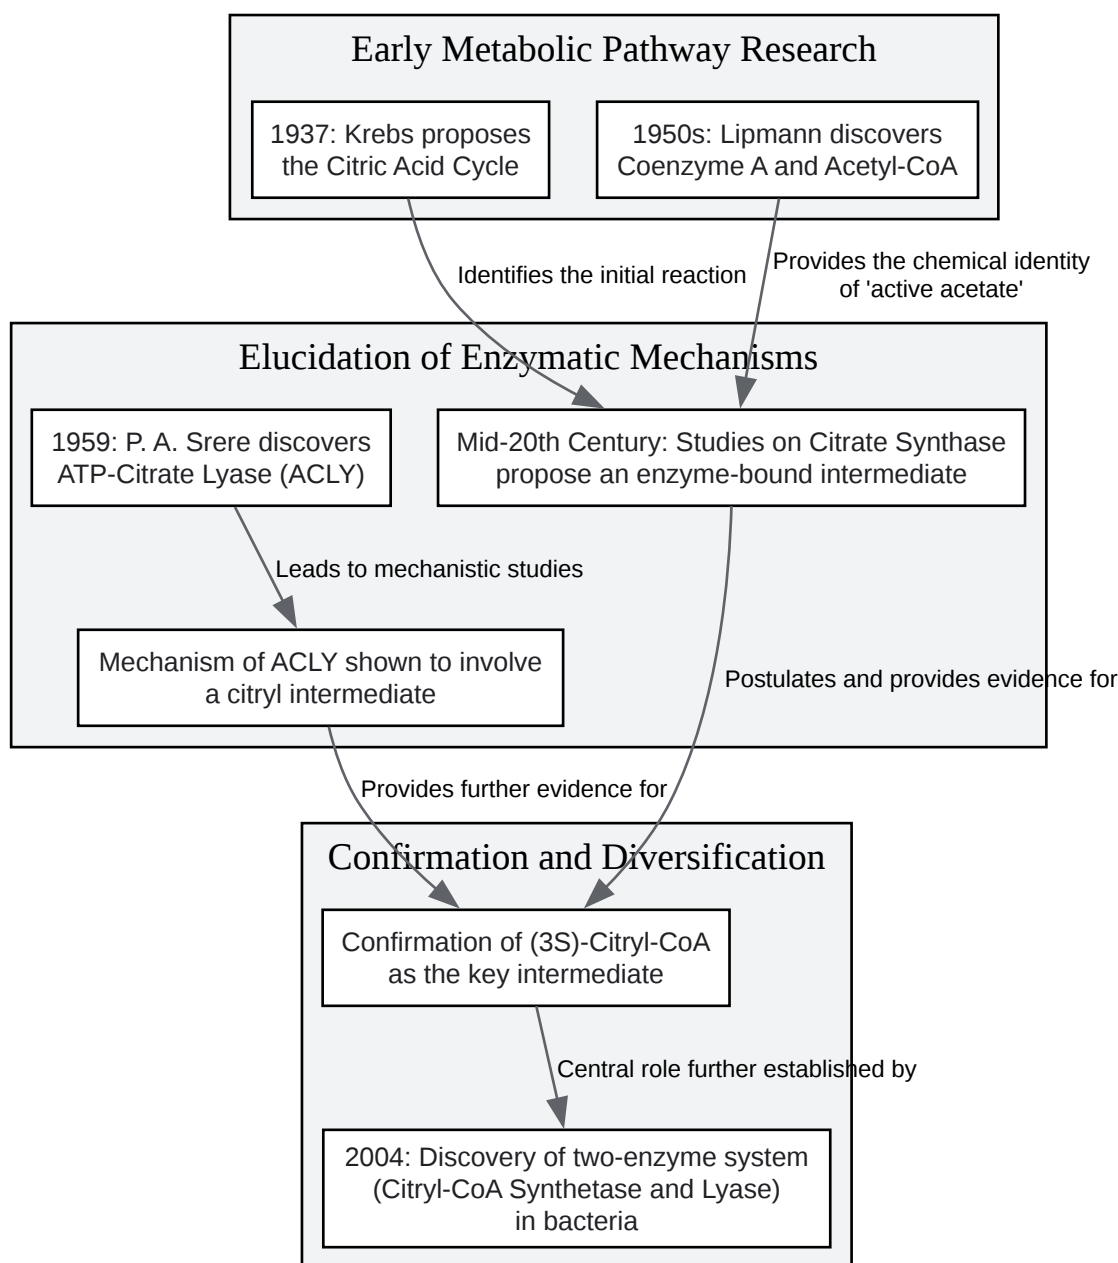 Early Metabolic Pathway Research
1937: Krebs proposes
the Citric Acid Cycle
1950s: Lipmann discovers
Coenzyme A and Acetyl-CoA
Identifies the initial reaction
Provides the chemical identity
of 'active acetate'
Elucidation of Enzymatic Mechanisms
1959: P. A. Srere discovers
ATP-Citrate Lyase (ACLY)
Mid-20th Century: Studies on Citrate Synthase
propose an enzyme-bound intermediate
Leads to mechanistic studies
Mechanism of ACLY shown to involve
a citryl intermediate
Postulates and provides evidence for
Provides further evidence for
Confirmation and Diversification
Confirmation of (3S)-Citryl-CoA
as the key intermediate
Central role further established by
2004: Discovery of two-enzyme system
(Citryl-CoA Synthetase and Lyase)
in bacteria